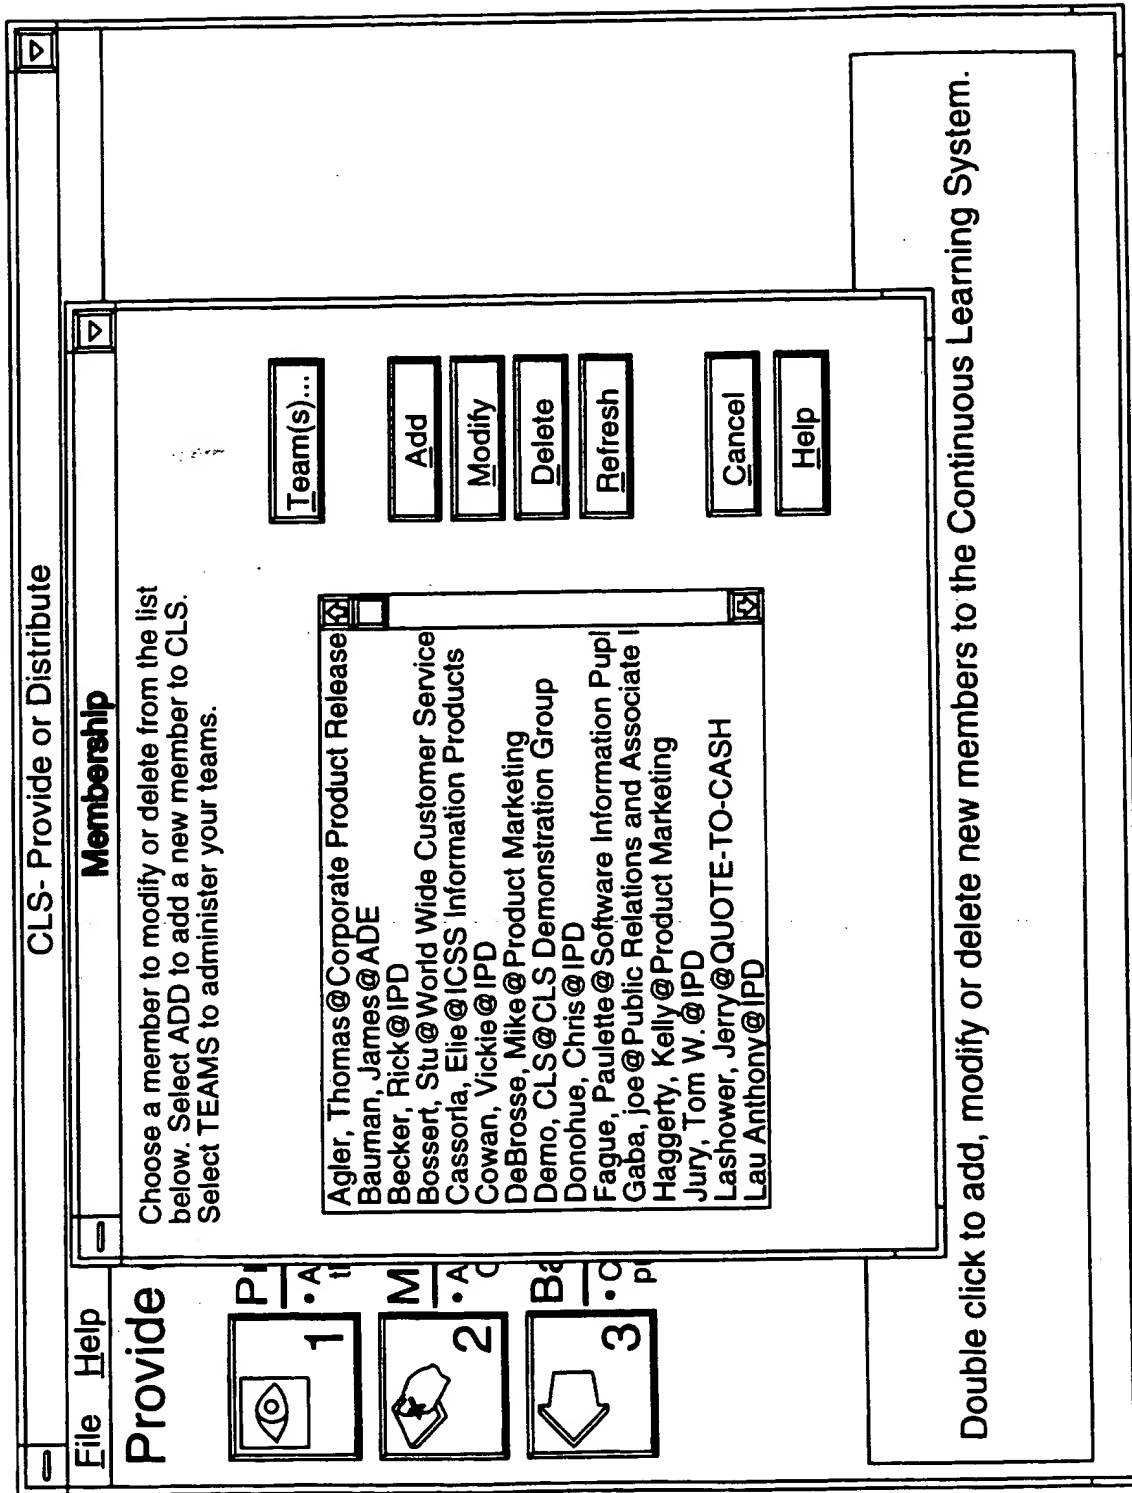 CLS- Provide or Distribute
File Help
Provide
1
Pr
• A
th
2
M
• A
C
3
Ba
• C
p
Membership
Choose a member to modify or delete from the list
below. Select ADD to add a new member to CLS.
Select TEAMS to administer your teams.
Agler, Thomas@Corporate Product Release
Bauman, James@ADE
Becker, Rick@IPD
Bossert, Stu@World Wide Customer Service
Cassorla, Elie@ICSS Information Products
Cowan, Vickie@IPD
DeBrosse, Mike@Product Marketing
Demo, CLS@CLS Demonstration Group
Donohue, Chris@IPD
Fague, Paulette@Software Information Pupl
Gaba, joe@Public Relations and Associate I
Haggerty, Kelly@Product Marketing
Jury, Tom W.@IPD
Lashower, Jerry@QUOTE-TO-CASH
Lau Anthony@IPD
Team(s)...
Add
Modify
Delete
Refresh
Cancel
Help
Double click to add, modify or delete new members to the Continuous Learning System.